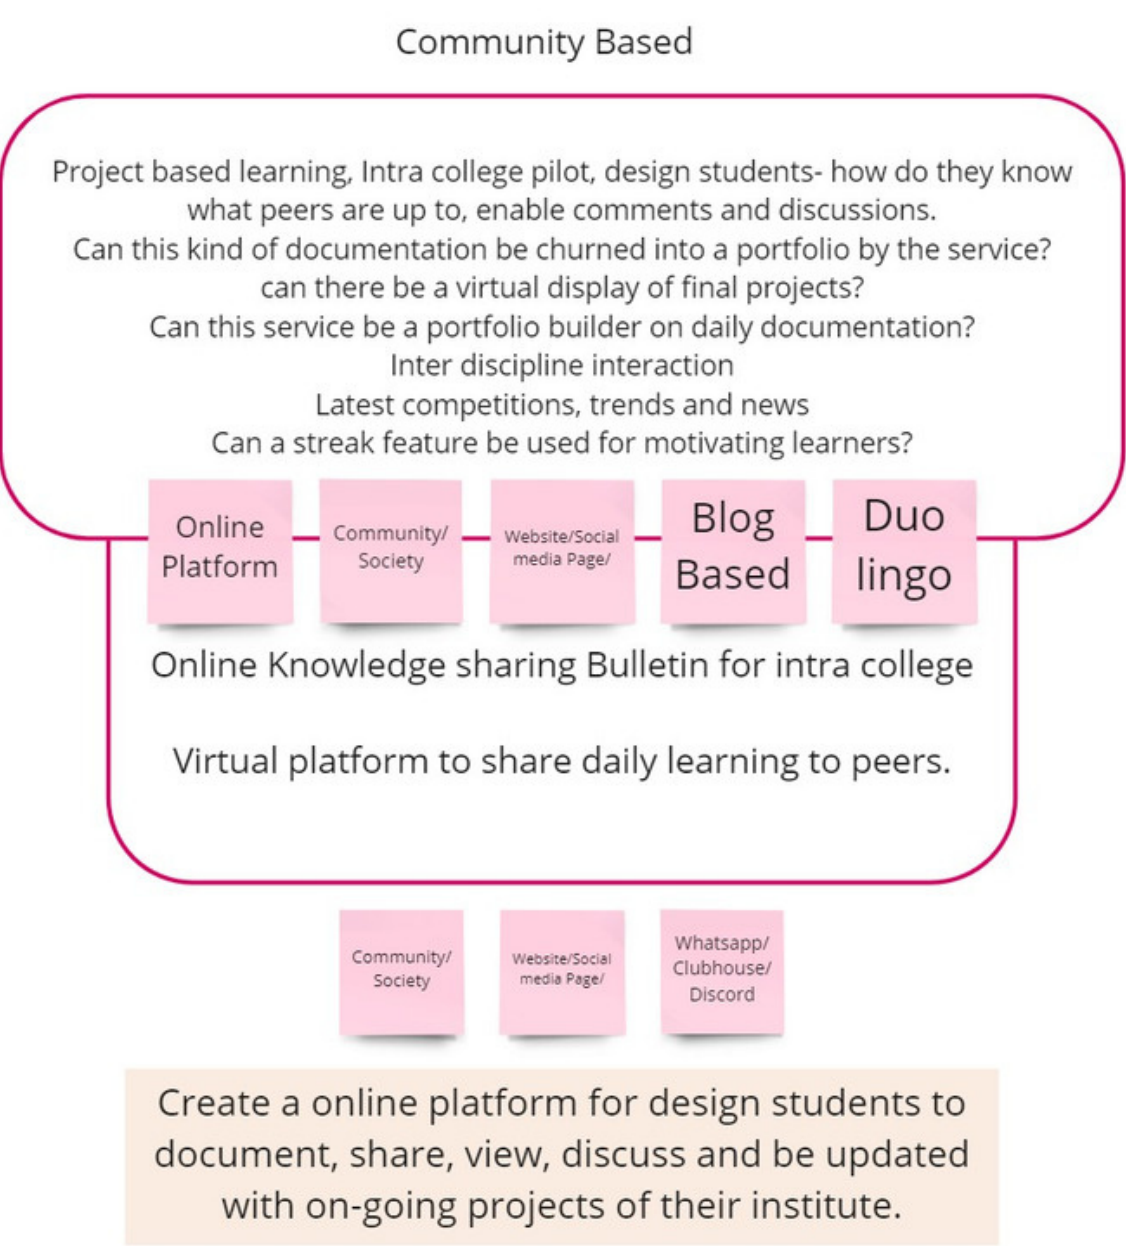 Community Based
Project based learning, Intra college pilot, design students- how do they know
what peers are up to, enable comments and discussions.
Can this kind of documentation be churned into a portfolio by the service?
can there be a virtual display of final projects?
Can this service be a portfolio builder on daily documentation?
Inter discipline interaction
Latest competitions, trends and news
Can a streak feature be used for motivating learners?
Online
Platform
Community/
Society
Website/Social
media Page/
Blog
Based
Duo
lingo
Online Knowledge sharing Bulletin for intra college
Virtual platform to share daily learning to peers.
Community/
Society
Website/Social
media Page/
Whatsapp/
Clubhouse/
Discord
Create a online platform for design students to
document, share, view, discuss and be updated
with on-going projects of their institute.